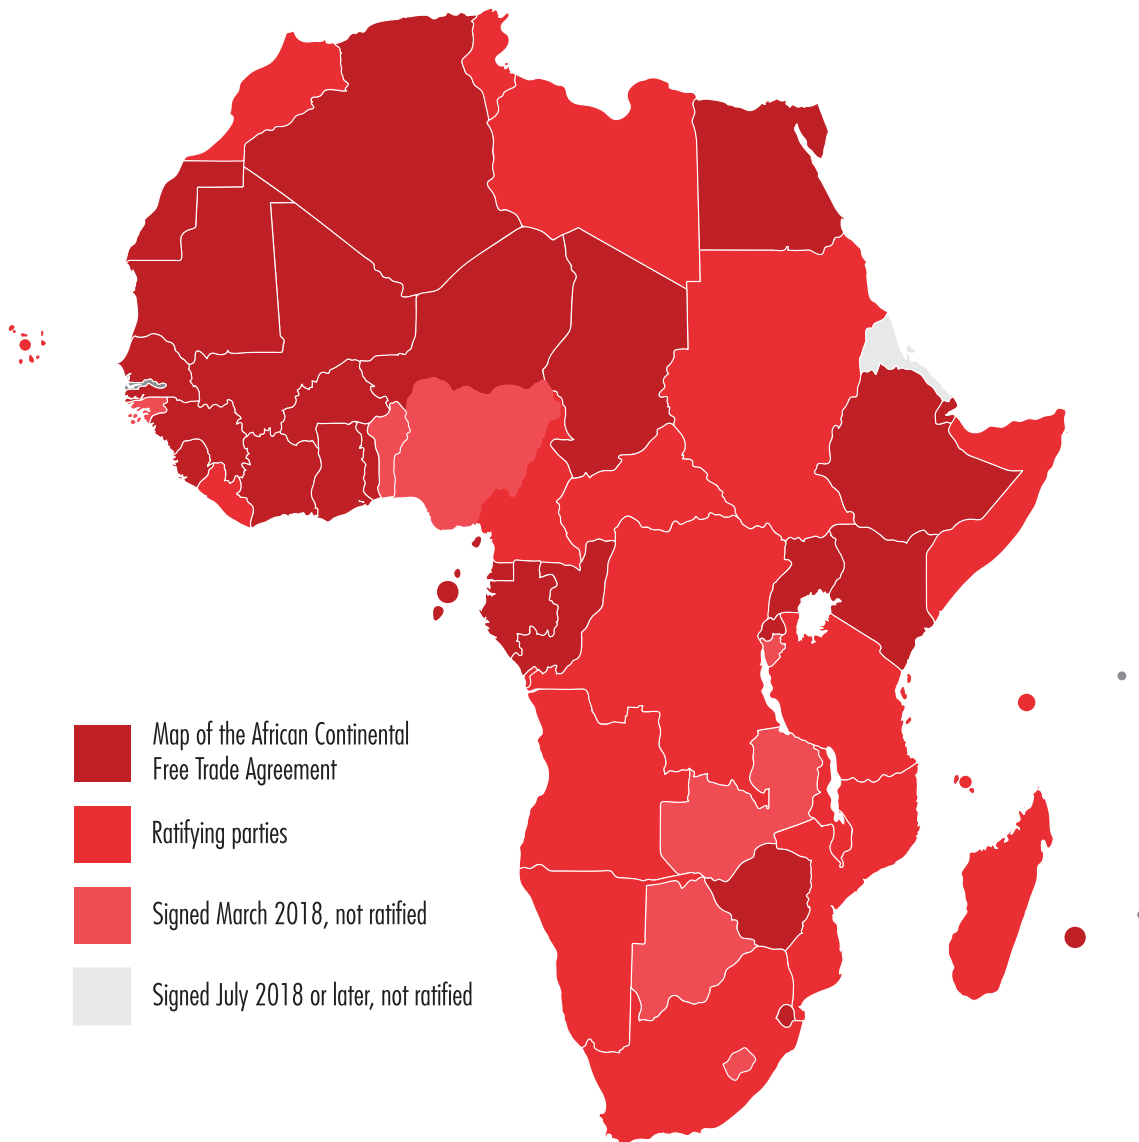 Map of the African Continental
Free Trade Agreement
Ratifying parties
Signed March 2018, not ratified
Signed July 2018 or later, not ratified